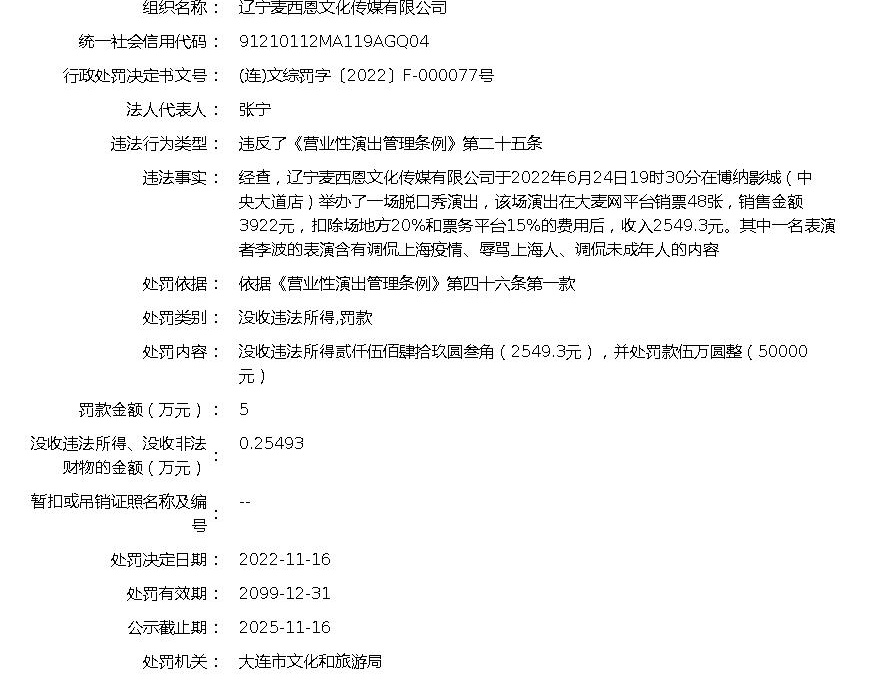 组织名称： 辽宁麦西恩文化传媒有限公司
统一社会信用代码： 91210112MA119AGQ04
行政处罚决定书文号： (连)文综罚字〔2022〕F-000077号
法人代表人： 张宁
违法行为类型： 违反了《营业性演出管理条例》第二十五条
违法事实： 经查，辽宁麦西恩文化传媒有限公司于2022年6月24日19时30分在博纳影城（中
央大道店）举办了一场脱口秀演出，该场演出在大麦网平台销票48张，销售金额
3922元，扣除场地方20%和票务平台15%的费用后，收入2549.3元。其中一名表演
者李波的表演含有调侃上海疫情、辱骂上海人、调侃未成年人的内容
处罚依据： 依据《营业性演出管理条例》第四十六条第一款
处罚类别： 没收违法所得,罚款
处罚内容： 没收违法所得贰仟伍佰肆拾玖圆叁角（2549.3元），并处罚款伍万圆整（50000
元）
罚款金额（万元）： 5
没收违法所得、没收非法
财物的金额（万元）： 0.25493
暂扣或吊销证照名称及编
号： --
处罚决定日期： 2022-11-16
处罚有效期： 2099-12-31
公示截止期： 2025-11-16
处罚机关： 大连市文化和旅游局